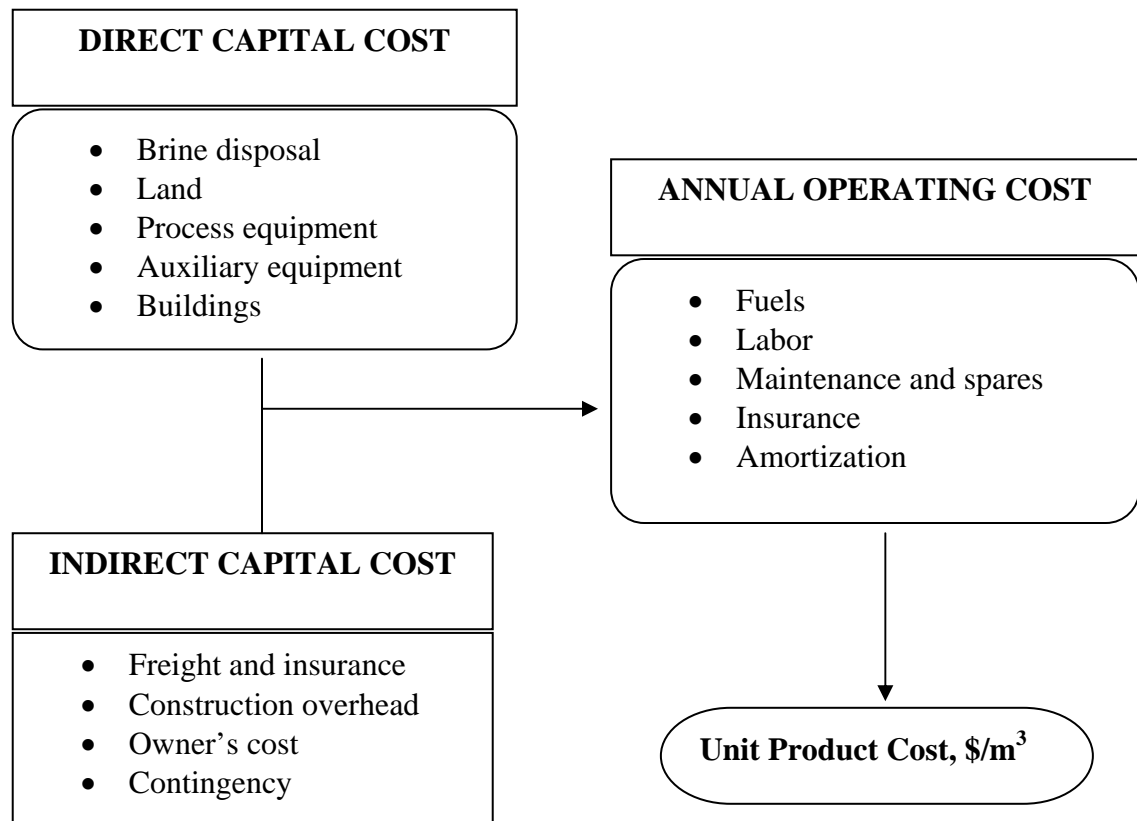 DIRECT CAPITAL COST
• Brine disposal
• Land
• Process equipment
• Auxiliary equipment
• Buildings
ANNUAL OPERATING COST
• Fuels
• Labor
• Maintenance and spares
• Insurance
• Amortization
INDIRECT CAPITAL COST
• Freight and insurance
• Construction overhead
• Owner’s cost
• Contingency
Unit Product Cost, $/m³